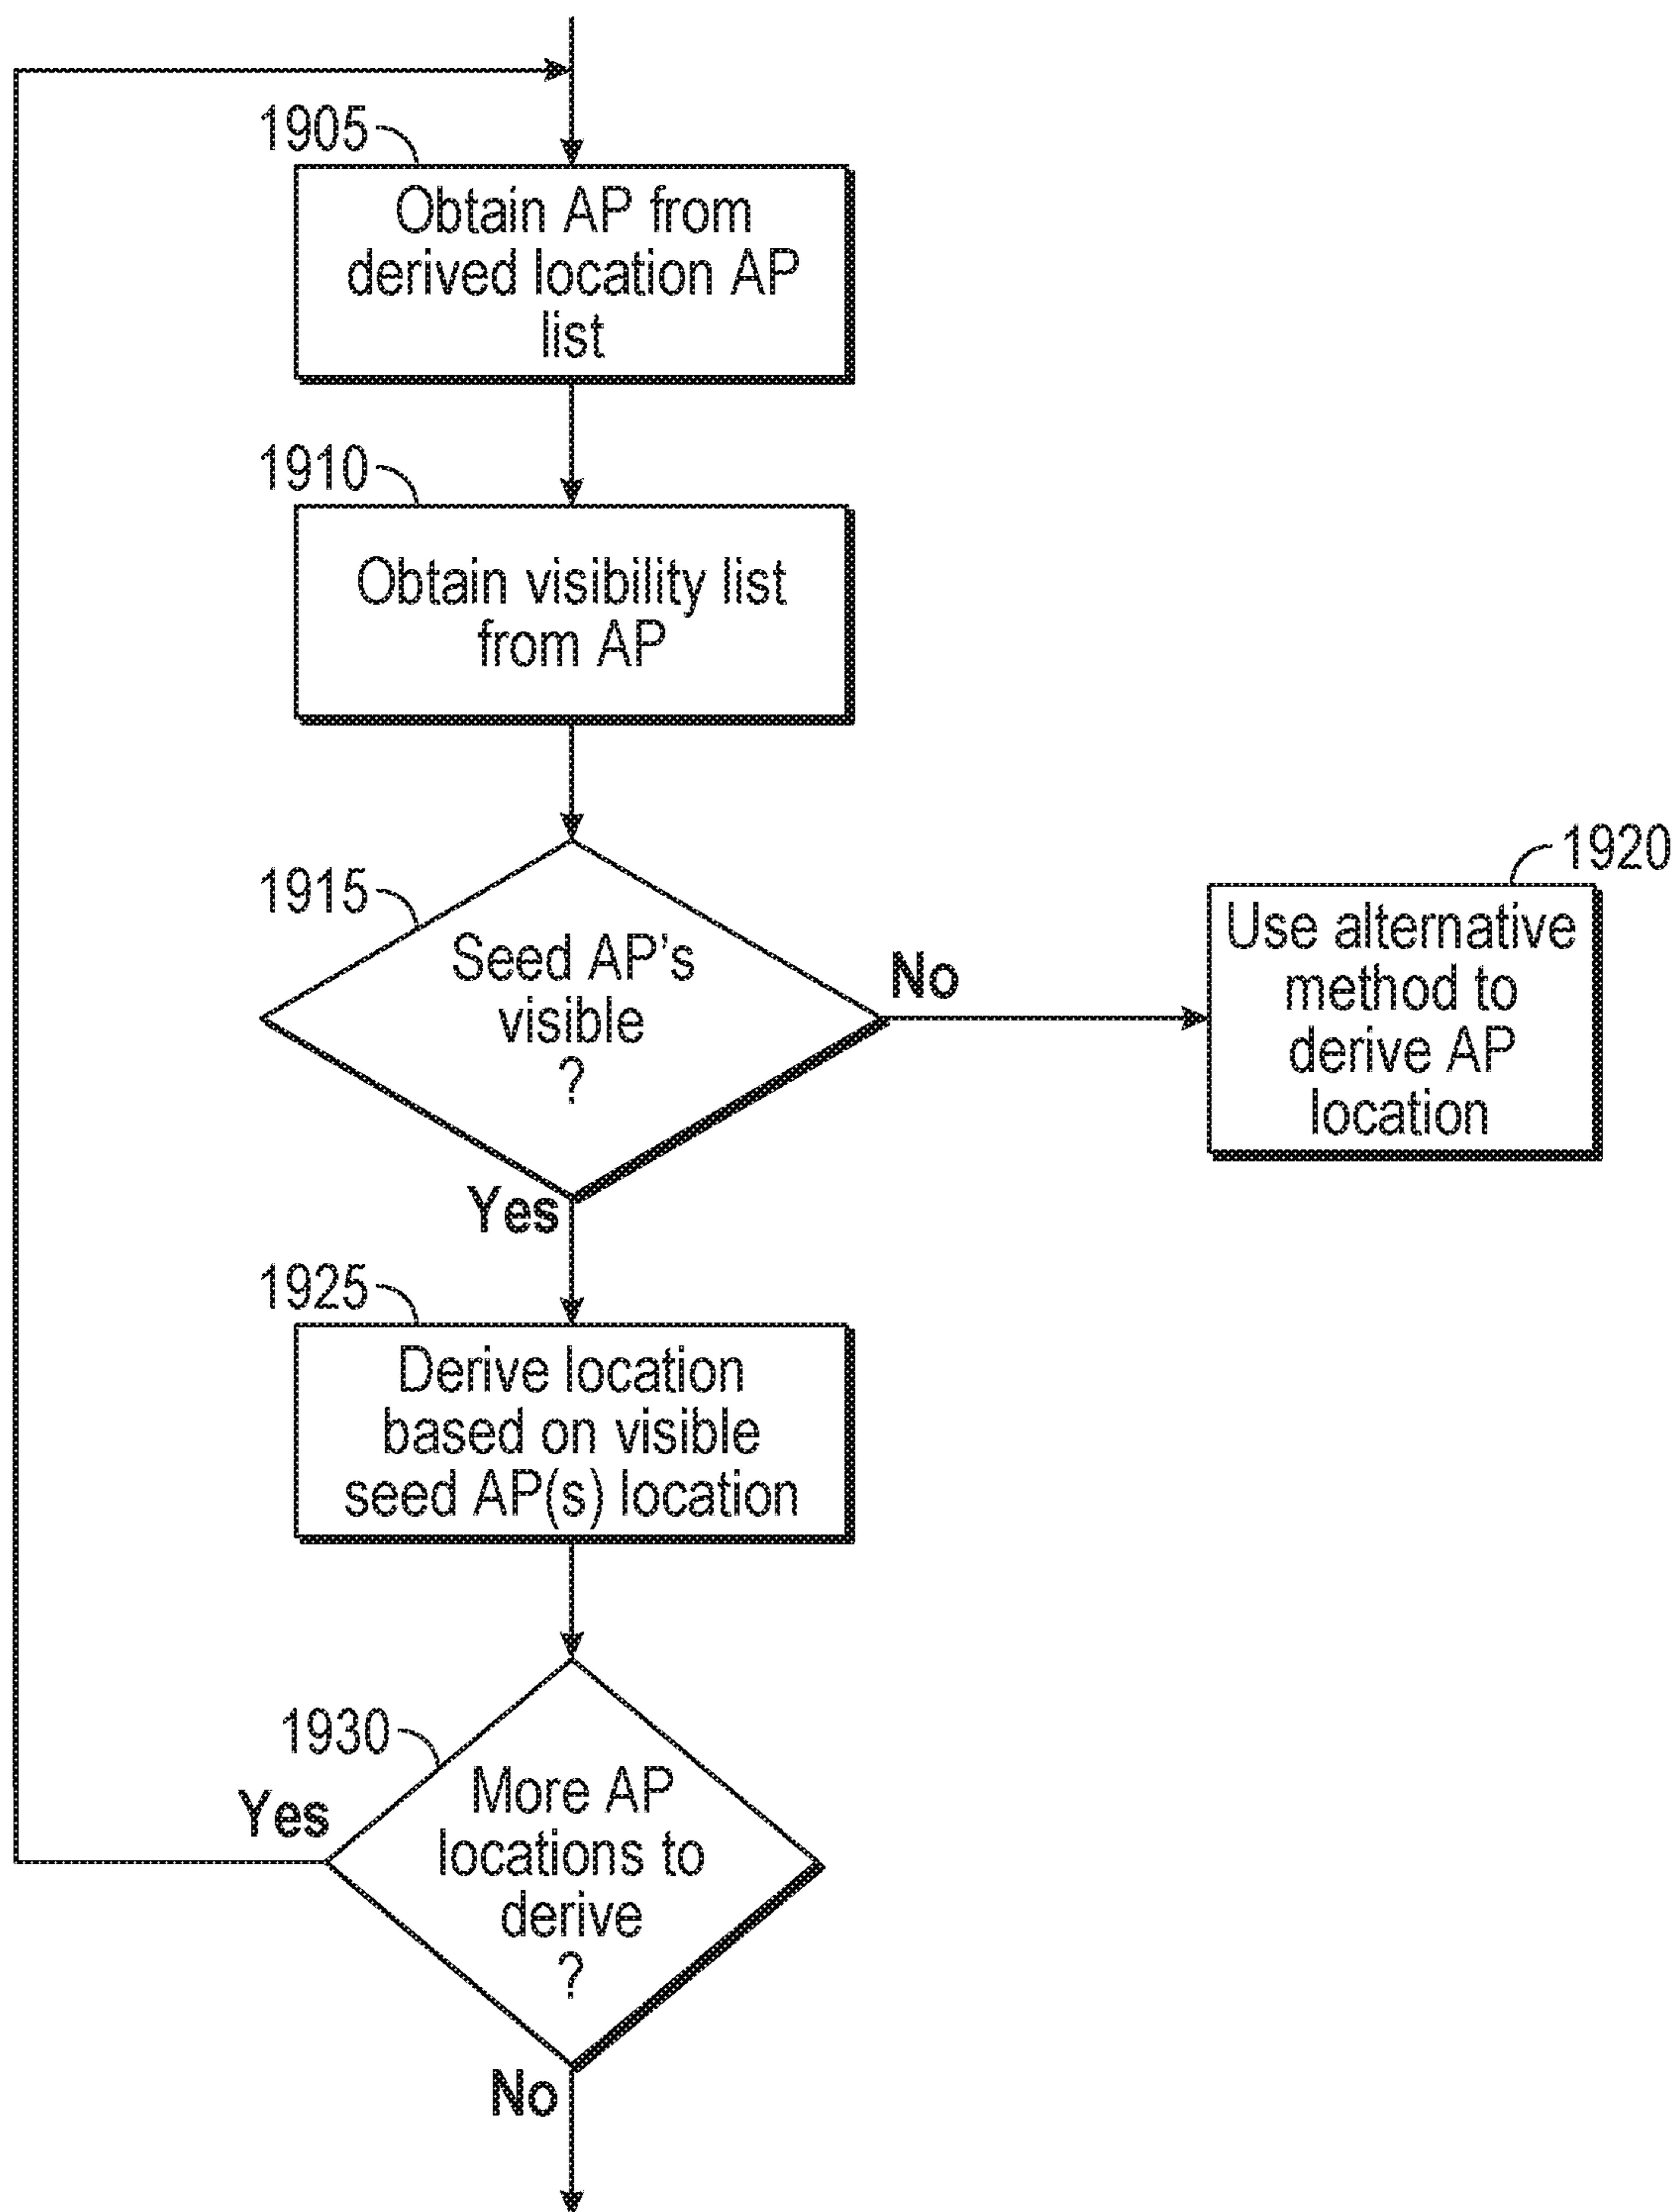 1905
Obtain AP from
derived location AP
list
1910
Obtain visibility list
from AP
1915
Seed AP's
visible
?
No
1920
Use alternative
method to
derive AP
location
Yes
1925
Derive location
based on visible
seed AP(s) location
1930
More AP
locations to
derive
?
Yes
No